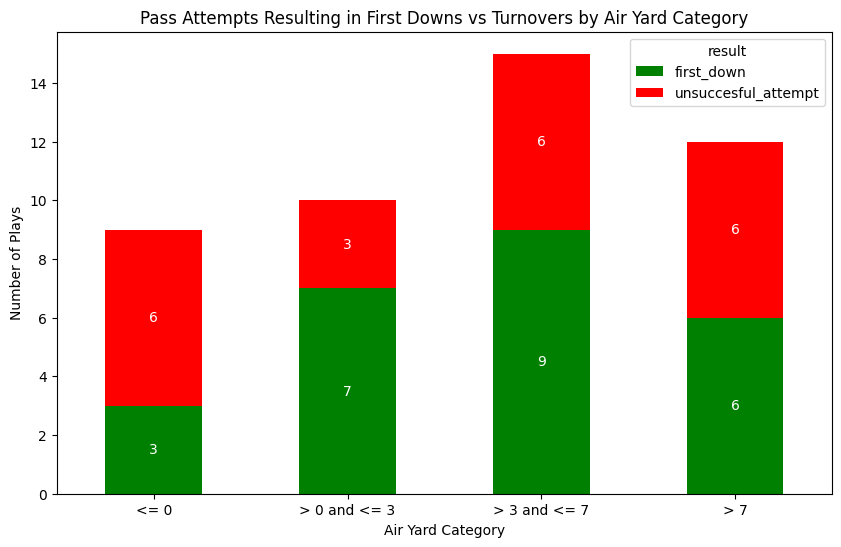 Pass Attempts Resulting in First Downs vs Turnovers by Air Yard Category
result
first_down
unsuccesful_attempt
Number of Plays
14
12
10
8
6
4
2
0
6
3
3
7
6
9
6
6
<= 0
> 0 and <= 3
> 3 and <= 7
> 7
Air Yard Category